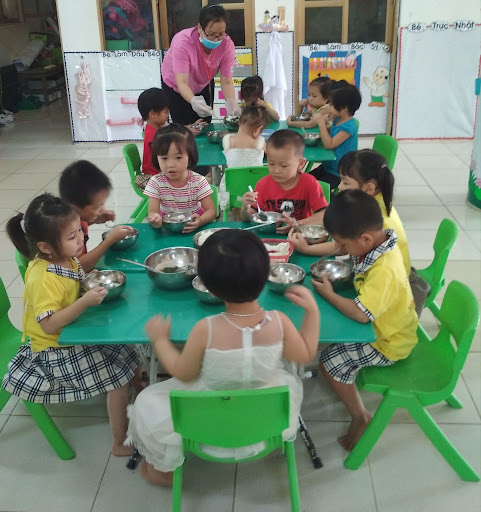 Bé Làm Đầu Bếp
Bé Làm Bác Sỹ
Bé Trực Nhật